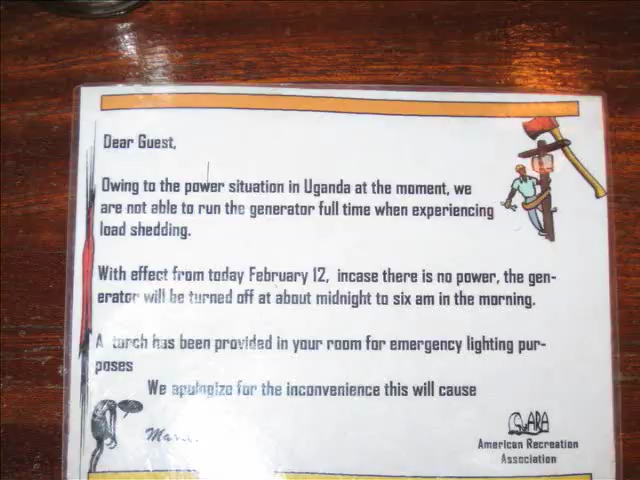 Dear Guest,
Owing to the power situation in Uganda at the moment, we
are not able to run the generator full time when experiencing
load shedding.
With effect from today February 12, incase there is no power, the gen-
erator will be turned off at about midnight to six am in the morning.
A torch has been provided in your room for emergency lighting pur-
poses
We apologize for the inconvenience this will cause
ARA
American Recreation
Association